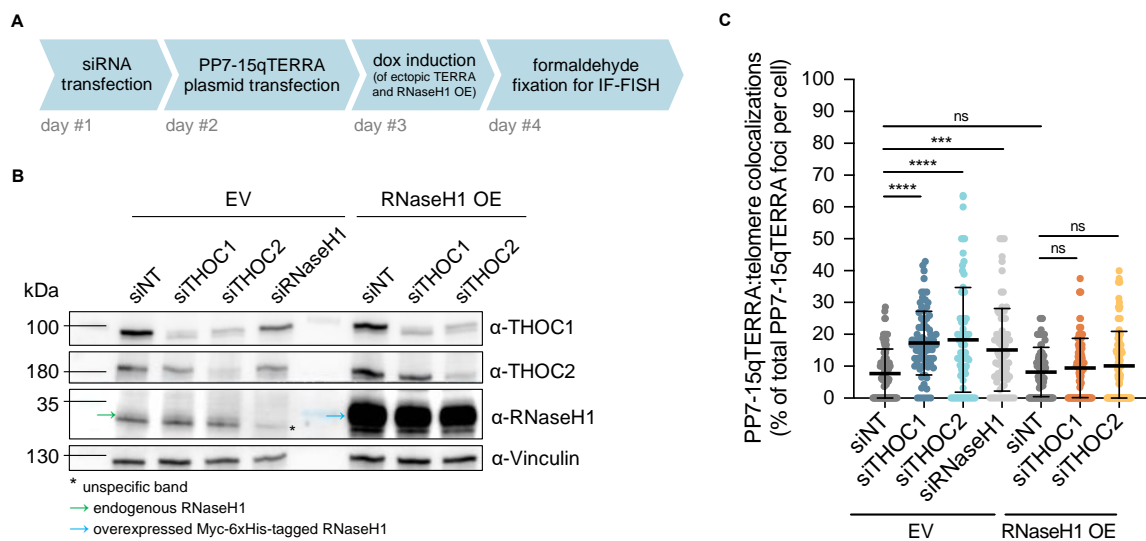 A
siRNA
transfection
PP7-15qTERRA
plasmid transfection
dox induction
(of ectopic TERRA
and RNaseH1 OE)
formaldehyde
fixation for IF-FISH
day #1
day #2
day #3
day #4
B
EV
RNaseH1 OE
kDa
siNT
siTHOC1
siTHOC2
siRNaseH1
siNT
siTHOC1
siTHOC2
100
α-THOC1
180
α-THOC2
35
α-RNaseH1
*
130
α-Vinculin
* unspecific band
→ endogenous RNaseH1
→ overexpressed Myc-6xHis-tagged RNaseH1
C
PP7-15qTERRA:telomere colocalizations
(% of total PP7-15qTERRA foci per cell)
100
90
80
70
60
50
40
30
20
10
0
ns
***
****
****
ns
ns
siNT
siTHOC1
siTHOC2
siRNaseH1
siNT
siTHOC1
siTHOC2
EV
RNaseH1 OE